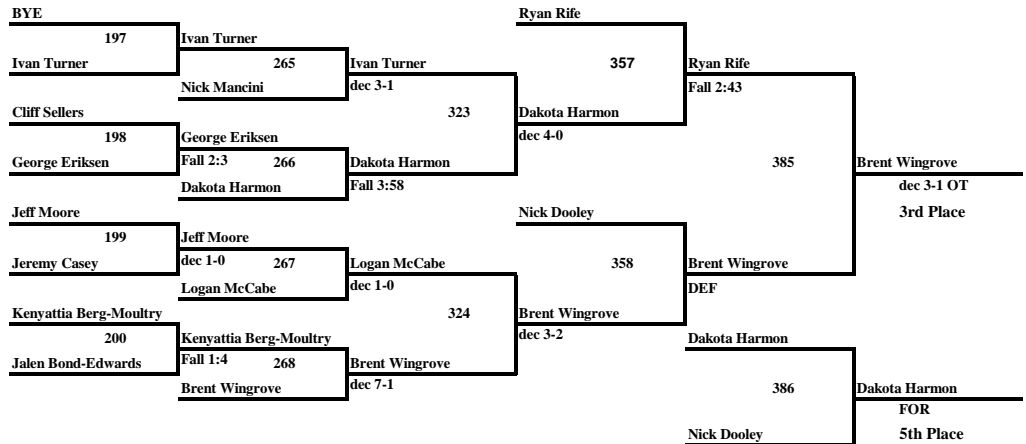 BYE
197
Ivan Turner
Ivan Turner
265
Nick Mancini
Ivan Turner
dec 3-1
Cliff Sellers
198
George Eriksen
George Eriksen
Fall 2:3
266
Dakota Harmon
Dakota Harmon
Fall 3:58
323
Dakota Harmon
dec 4-0
Ryan Rife
357
Ryan Rife
Fall 2:43
Jeff Moore
199
Jeremy Casey
Jeff Moore
dec 1-0
267
Logan McCabe
Logan McCabe
dec 1-0
Kenyattia Berg-Moultry
200
Jalen Bond-Edwards
Kenyattia Berg-Moultry
Fall 1:4
268
Brent Wingrove
Brent Wingrove
dec 7-1
324
Brent Wingrove
dec 3-2
Nick Dooley
358
Brent Wingrove
DEF
385
Brent Wingrove
dec 3-1 OT
3rd Place
Dakota Harmon
386
Nick Dooley
Dakota Harmon
FOR
5th Place